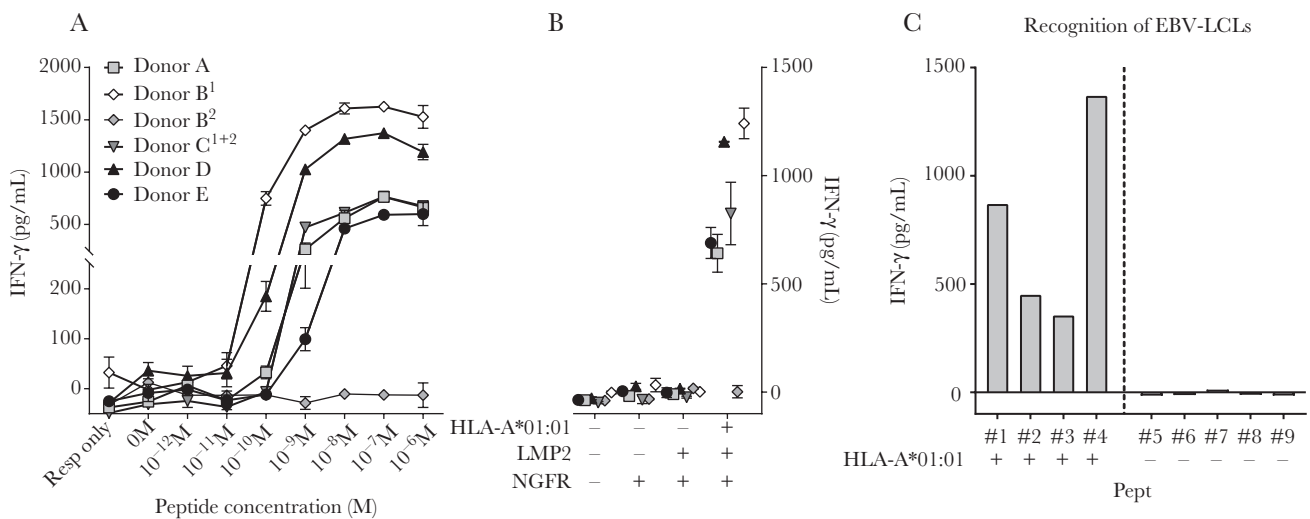 A
IFN-γ (pg/mL)
2000
1500
1000
500
200
100
0
Donor A
Donor B¹
Donor B²
Donor C¹⁺²
Donor D
Donor E
Resp only
0M
10⁻¹²M
10⁻¹¹M
10⁻¹⁰M
10⁻⁹M
10⁻⁸M
10⁻⁷M
10⁻⁶M
Peptide concentration (M)
B
1500
1000
500
0
IFN-γ (pg/mL)
HLA-A*01:01 – – – +
LMP2 – – + +
NGFR – + + +
C
Recognition of EBV-LCLs
IFN-γ (pg/mL)
1500
1000
500
0
#1 #2 #3 #4 #5 #6 #7 #8 #9
HLA-A*01:01 + + + + – – – – –
Pept